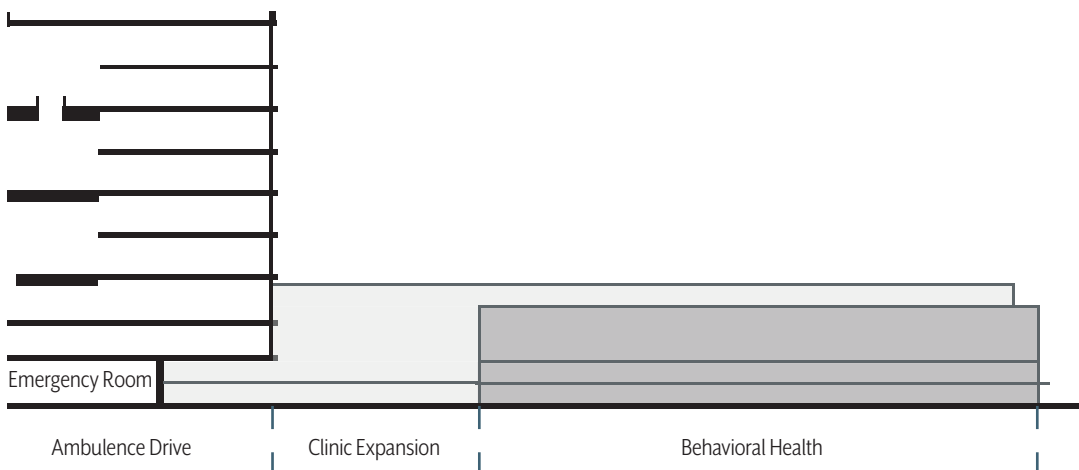 Emergency Room
Ambulence Drive
Clinic Expansion
Behavioral Health